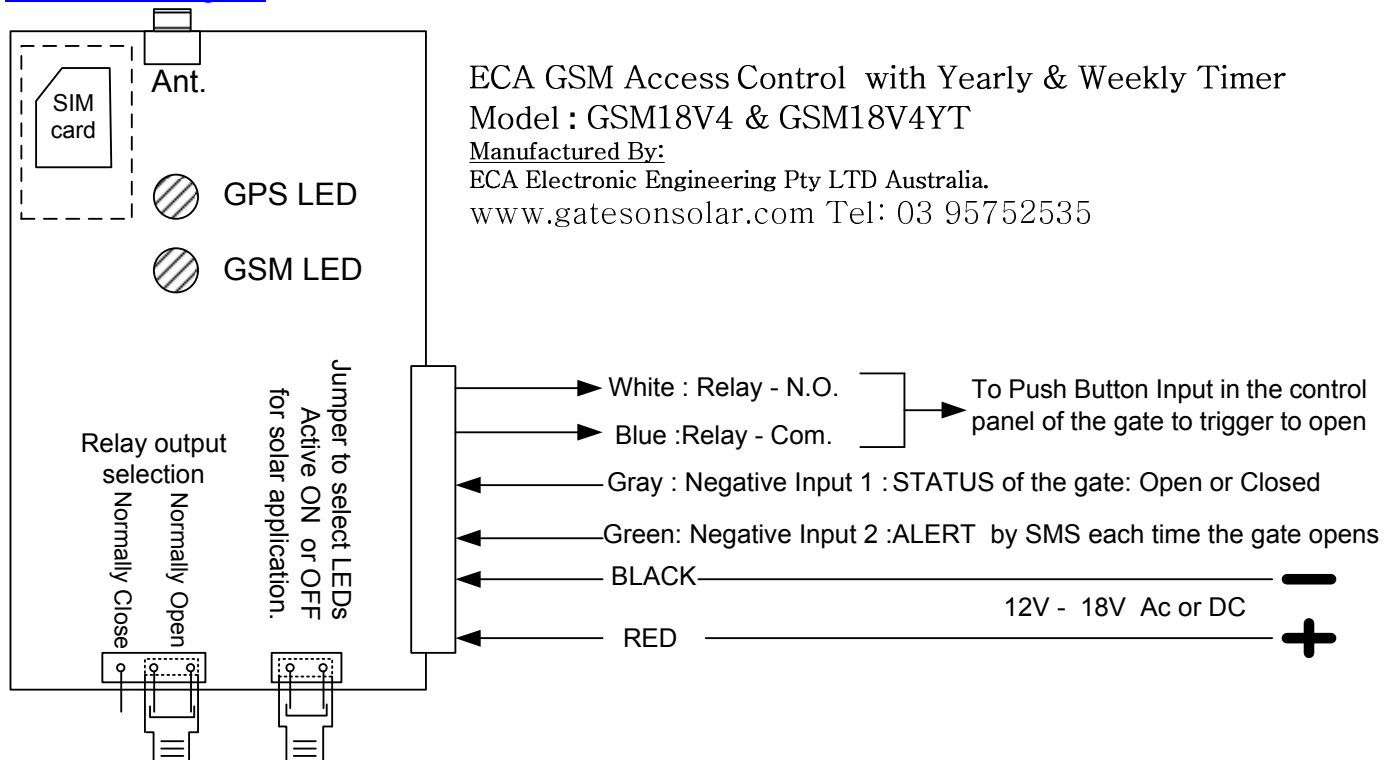 Ant.
SIM
card
GPS LED
GSM LED
ECA GSM Access Control with Yearly & Weekly Timer
Model : GSM18V4 & GSM18V4YT
Manufactured By:
ECA Electronic Engineering Pty LTD Australia.
www.gatesonsolar.com Tel: 03 95752535
Relay output
selection
Normally Close
Normally Open
Jumper to select LEDs
Active ON or OFF
for solar application.
White : Relay - N.O.
Blue :Relay - Com.
To Push Button Input in the control
panel of the gate to trigger to open
Gray : Negative Input 1 : STATUS of the gate: Open or Closed
Green: Negative Input 2 :ALERT by SMS each time the gate opens
BLACK
12V - 18V Ac or DC
RED